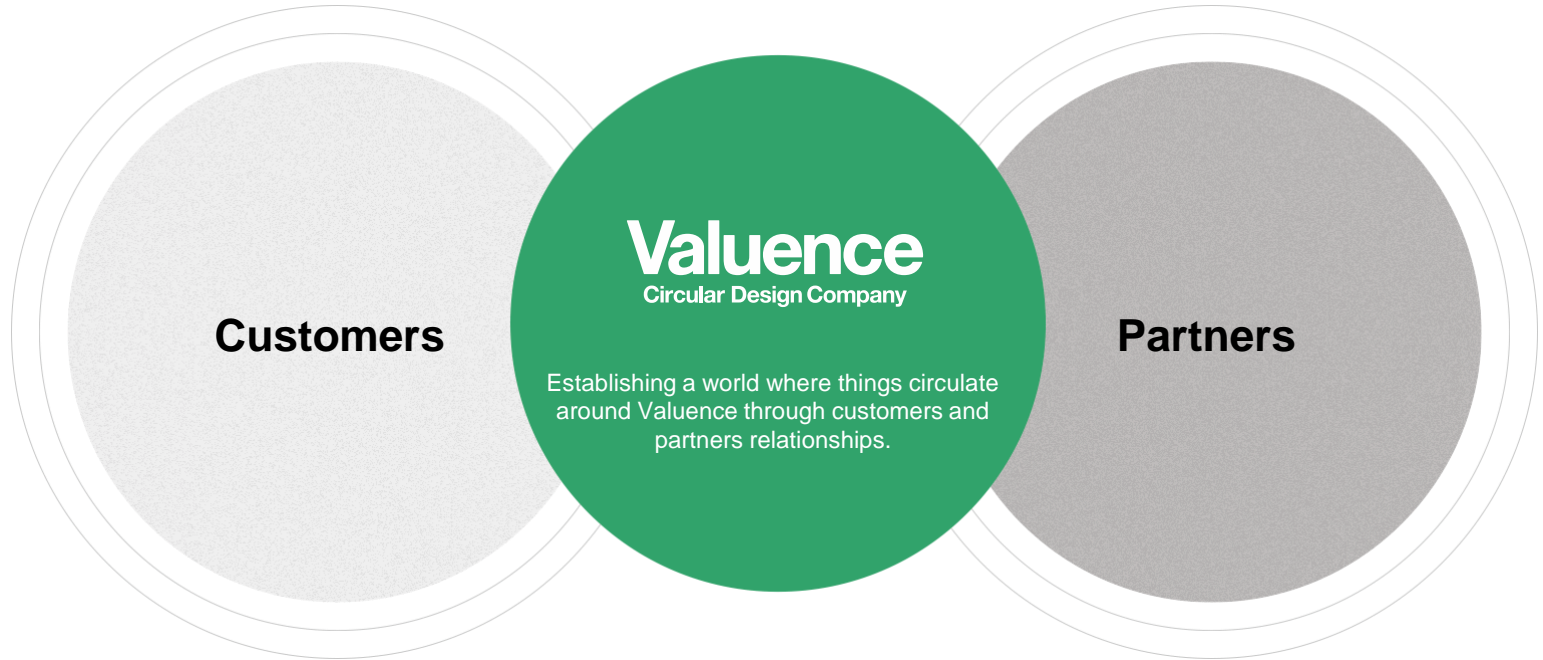 Customers
Valuence
Circular Design Company
Establishing a world where things circulate
around Valuence through customers and
partners relationships.
Partners